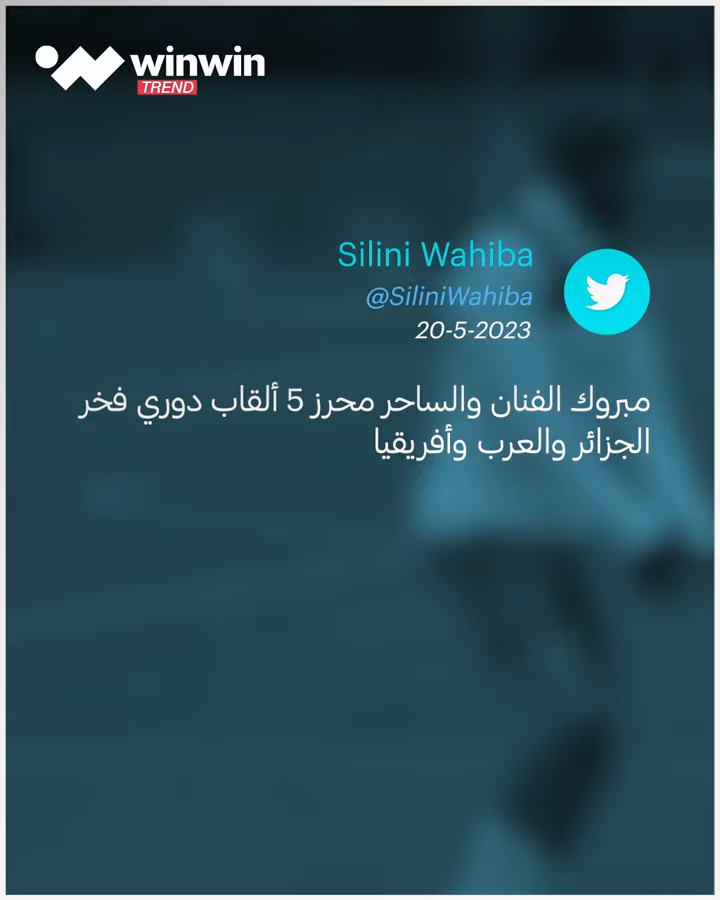 winwin
TREND
Silini Wahiba
@SiliniWahiba
20-5-2023
مبروك الفنان والساحر محرز 5 ألقاب دوري فخر
الجزائر والعرب وأفريقيا